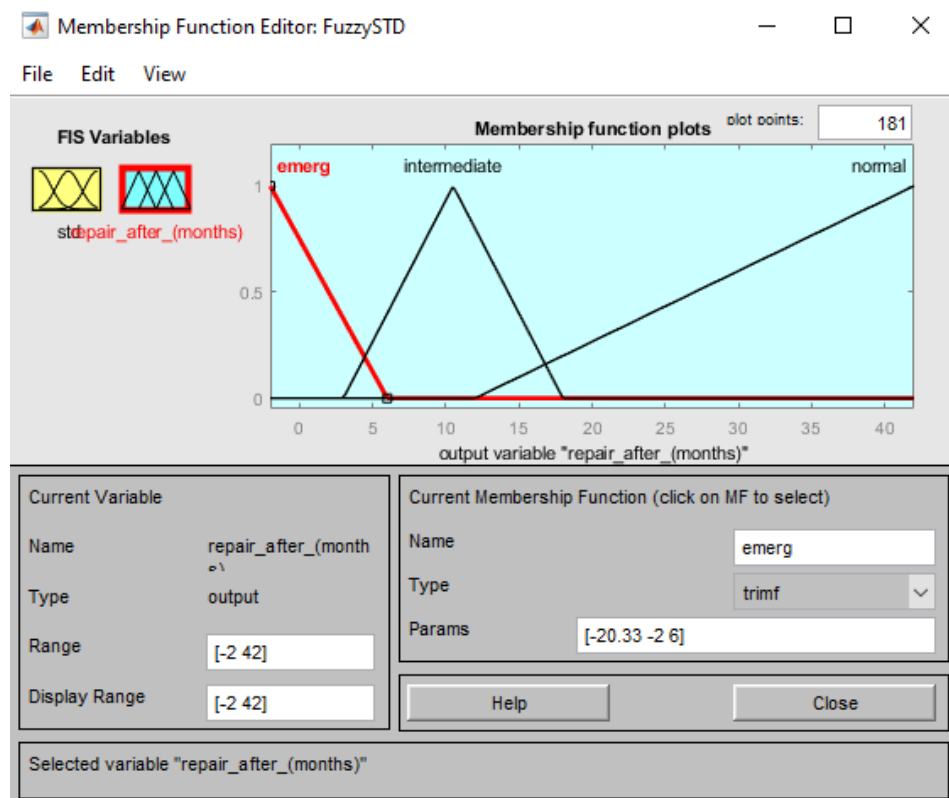 Membership Function Editor: FuzzySTD
File Edit View
FIS Variables
Membership function plots
plot points:
181
std
repair_after_(months)
emerg
intermediate
normal
1
0.5
0
0 5 10 15 20 25 30 35 40
output variable "repair_after_(months)"
Current Variable
Name
repair_after_(month
s)
Type
output
Range
[-2 42]
Display Range
[-2 42]
Current Membership Function (click on MF to select)
Name
emerg
Type
trimf
Params
[-20.33 -2 6]
Help
Close
Selected variable "repair_after_(months)"